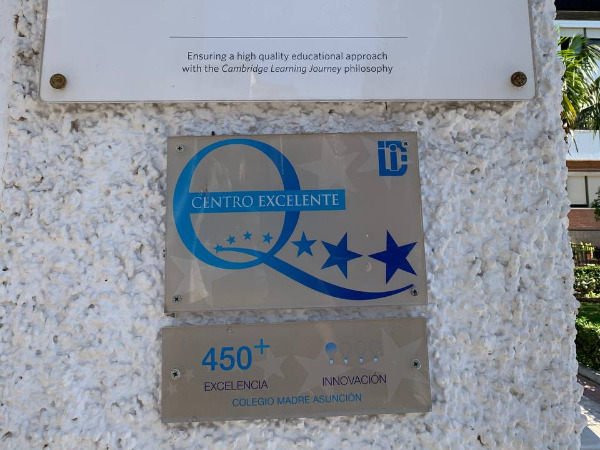 Ensuring a high quality educational approach
with the Cambridge Learning Journey philosophy
CENTRO EXCELENTE
450+
EXCELENCIA
INNOVACIÓN
COLEGIO MADRE ASUNCIÓN